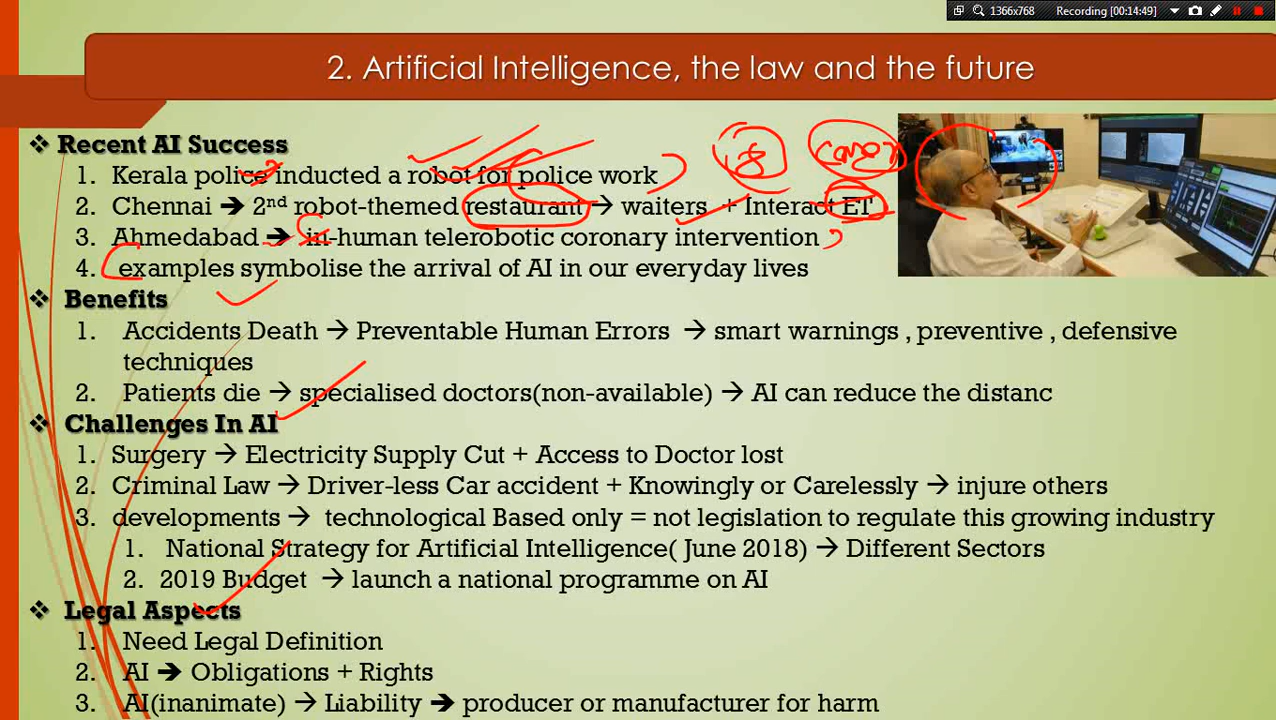 1366x768 Recording [00:14:49]
2. Artificial Intelligence, the law and the future
❖ Recent AI Success
1. Kerala police inducted a robot for police work
2. Chennai → 2nd robot-themed restaurant → waiters + Interact ET
3. Ahmedabad → in-human telerobotic coronary intervention
4. examples symbolise the arrival of AI in our everyday lives
❖ Benefits
1. Accidents Death → Preventable Human Errors → smart warnings , preventive , defensive
techniques
2. Patients die → specialised doctors(non-available) → AI can reduce the distanc
❖ Challenges In AI
1. Surgery → Electricity Supply Cut + Access to Doctor lost
2. Criminal Law → Driver-less Car accident + Knowingly or Carelessly → injure others
3. developments → technological Based only = not legislation to regulate this growing industry
1. National Strategy for Artificial Intelligence( June 2018) → Different Sectors
2. 2019 Budget → launch a national programme on AI
❖ Legal Aspects
1. Need Legal Definition
2. AI → Obligations + Rights
3. AI(inanimate) → Liability → producer or manufacturer for harm